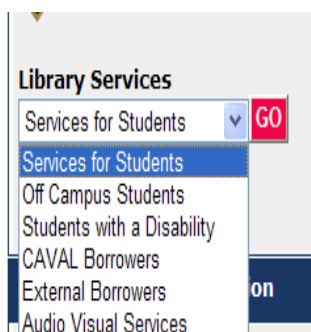 Library Services
Services for Students GO
Services for Students
Off Campus Students
Students with a Disability
CAVAL Borrowers
External Borrowers
Audio Visual Services